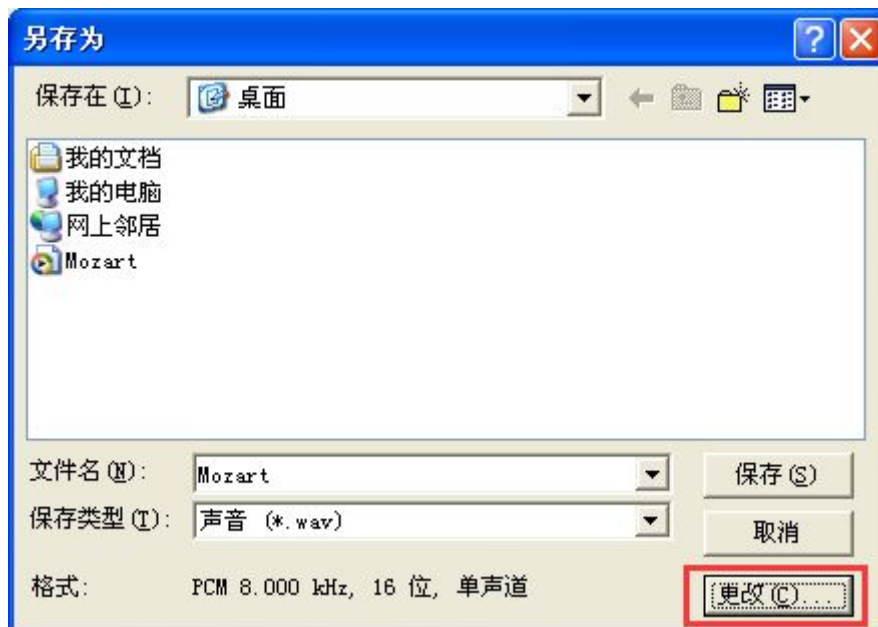 另存为
保存在(I): 桌面
我的文档
我的电脑
网上邻居
Mozart
文件名(N): Mozart 保存(S)
保存类型(T): 声音 (*.wav) 取消
格式: PCM 8.000 kHz, 16 位, 单声道 更改(C)...